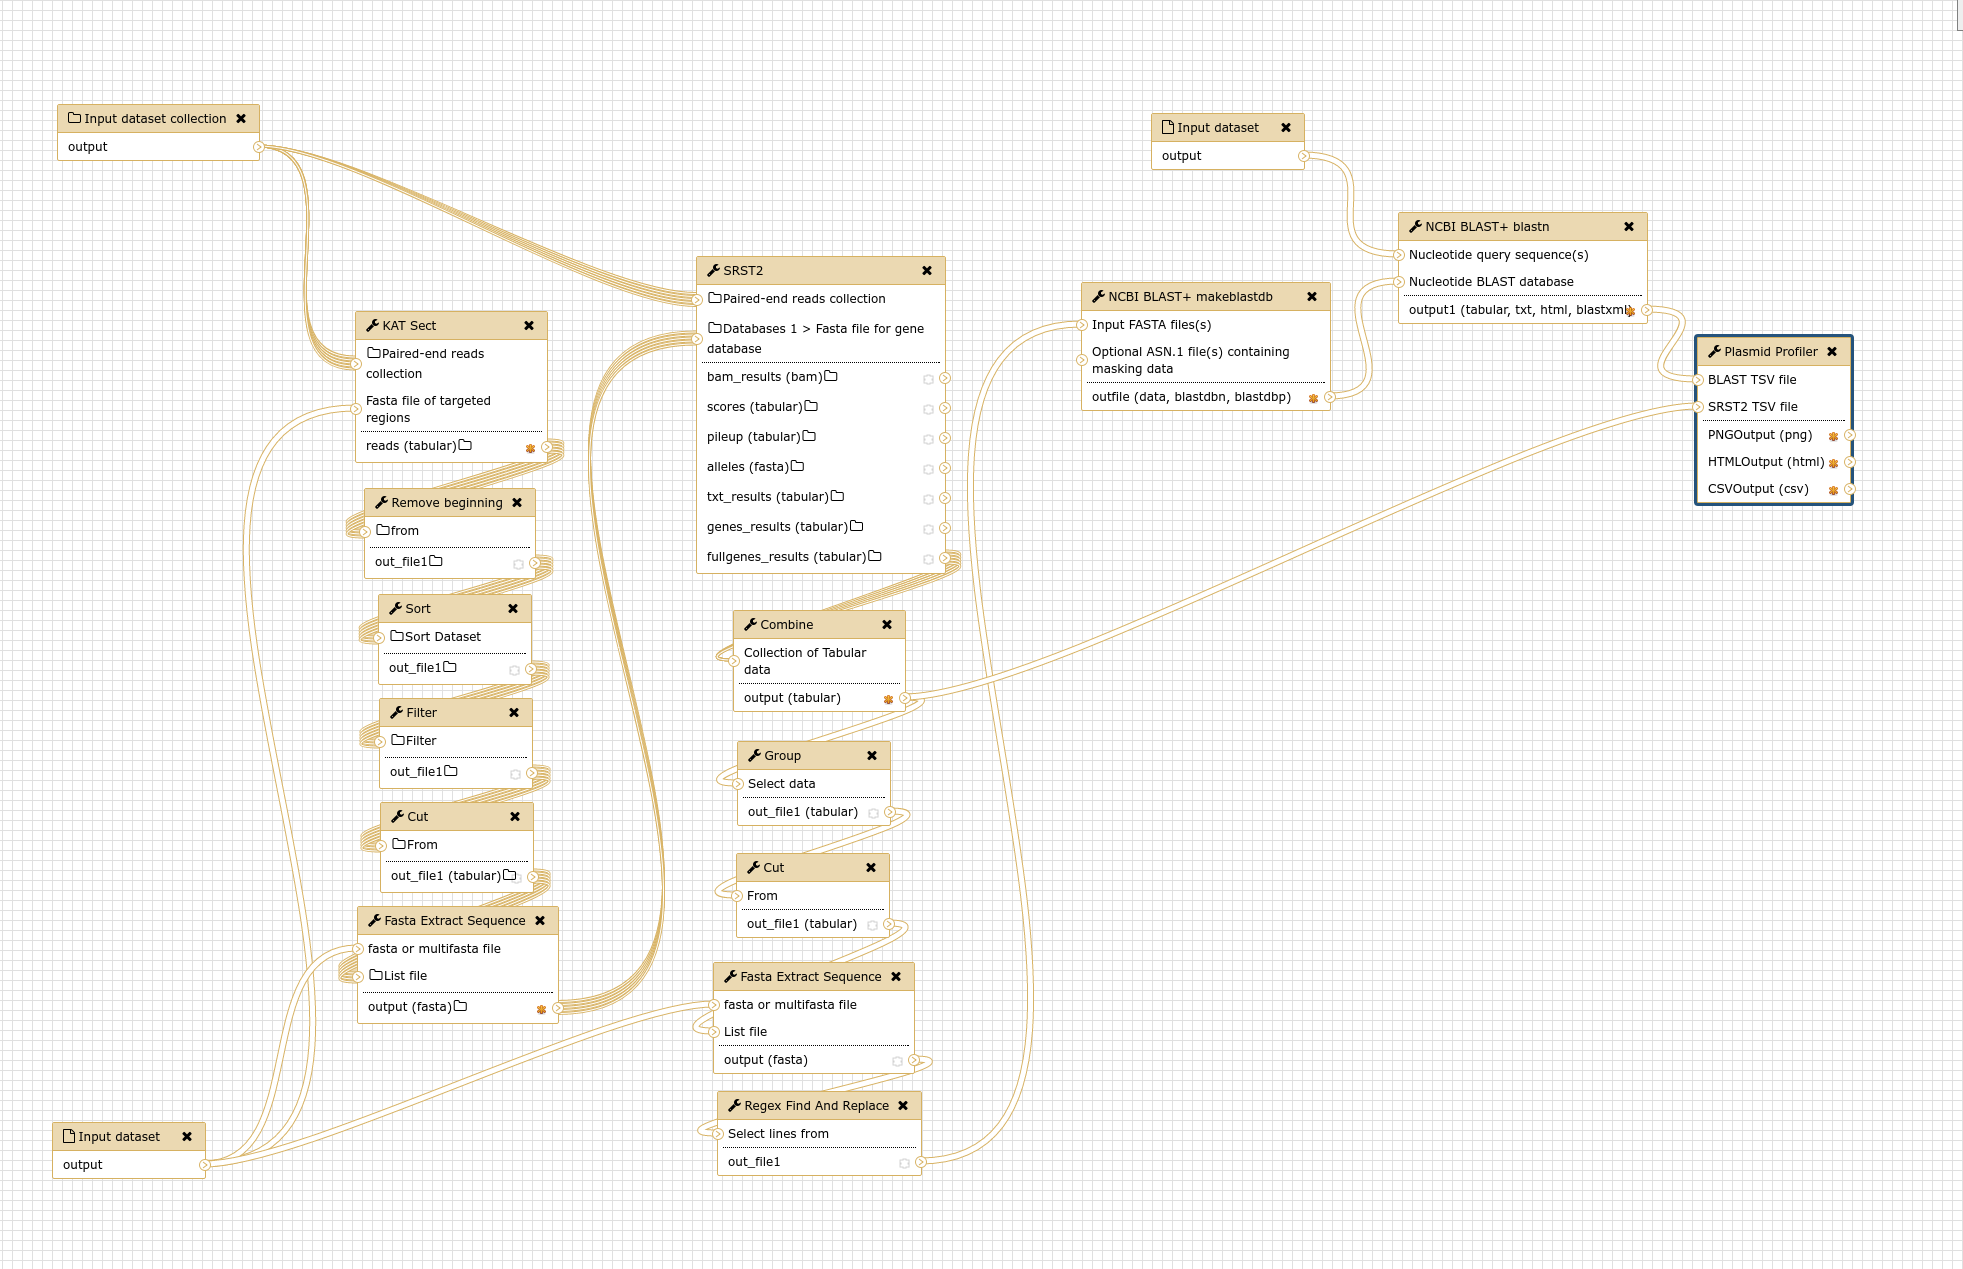 Input dataset collection
output
KAT Sect
Paired-end reads
collection
Fasta file of targeted
regions
reads (tabular)
Remove beginning
from
out_file1
Sort
Sort Dataset
out_file1
Filter
Filter
out_file1
Cut
From
out_file1 (tabular)
Fasta Extract Sequence
fasta or multifasta file
List file
output (fasta)
Input dataset
output
SRST2
Paired-end reads collection
Databases 1 > Fasta file for gene
database
bam_results (bam)
scores (tabular)
pileup (tabular)
alleles (fasta)
txt_results (tabular)
genes_results (tabular)
fullgenes_results (tabular)
Combine
Collection of Tabular
data
output (tabular)
Group
Select data
out_file1 (tabular)
Cut
From
out_file1 (tabular)
Fasta Extract Sequence
fasta or multifasta file
List file
output (fasta)
Regex Find And Replace
Select lines from
out_file1
Input dataset
output
NCBI BLAST+ makeblastdb
Input FASTA files(s)
Optional ASN.1 file(s) containing
masking data
outfile (data, blastdbn, blastdbp)
NCBI BLAST+ blastn
Nucleotide query sequence(s)
Nucleotide BLAST database
output1 (tabular, txt, html, blastxml)
Plasmid Profiler
BLAST TSV file
SRST2 TSV file
PNGOutput (png)
HTMLOutput (html)
CSVOutput (csv)